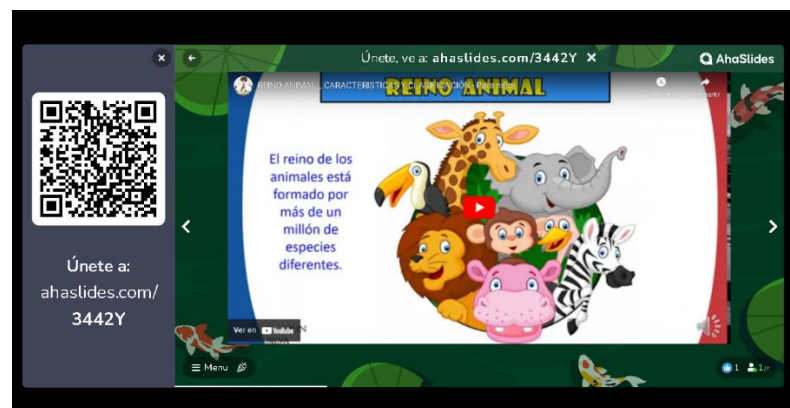 Únete, ve a: ahaslides.com/3442Y
AhaSlides
REINO ANIMAL
El reino de los
animales está
formado por
más de un
millón de
especies
diferentes.
Ver en YouTube
Únete a:
ahaslides.com/
3442Y
Menu
1